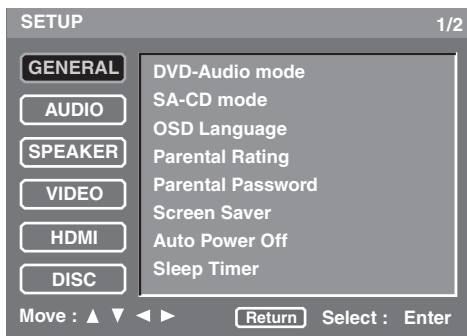 SETUP 1/2
GENERAL
AUDIO
SPEAKER
VIDEO
HDMI
DISC
DVD-Audio mode
SA-CD mode
OSD Language
Parental Rating
Parental Password
Screen Saver
Auto Power Off
Sleep Timer
Move : ▲ ▼ ◄ ► Return Select : Enter